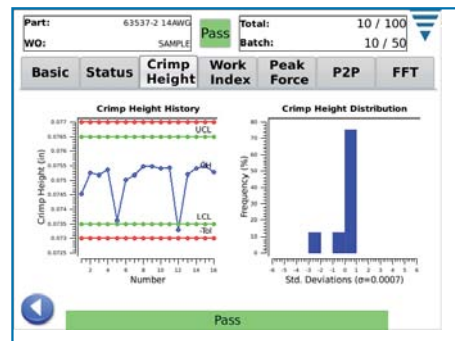 Part: 63537-2 14AWG Pass Total: 10 / 100
WO: SAMPLE Batch: 10 / 50
Basic Status Crimp Height Work Index Peak Force P2P FFT
Crimp Height History
Crimp Height (in)
0.077
0.0765
0.076
0.0755
0.075
0.0745
0.074
0.0735
0.073
0.0725
UCL
CH
LCL
-Tol
2 4 6 8 10 12 14 16
Number
Crimp Height Distribution
Frequency (%)
80
70
60
50
40
30
20
10
0
-6 -5 -4 -3 -2 -1 0 1 2 3 4 5 6
Std. Deviations (σ=0.0007)
Pass